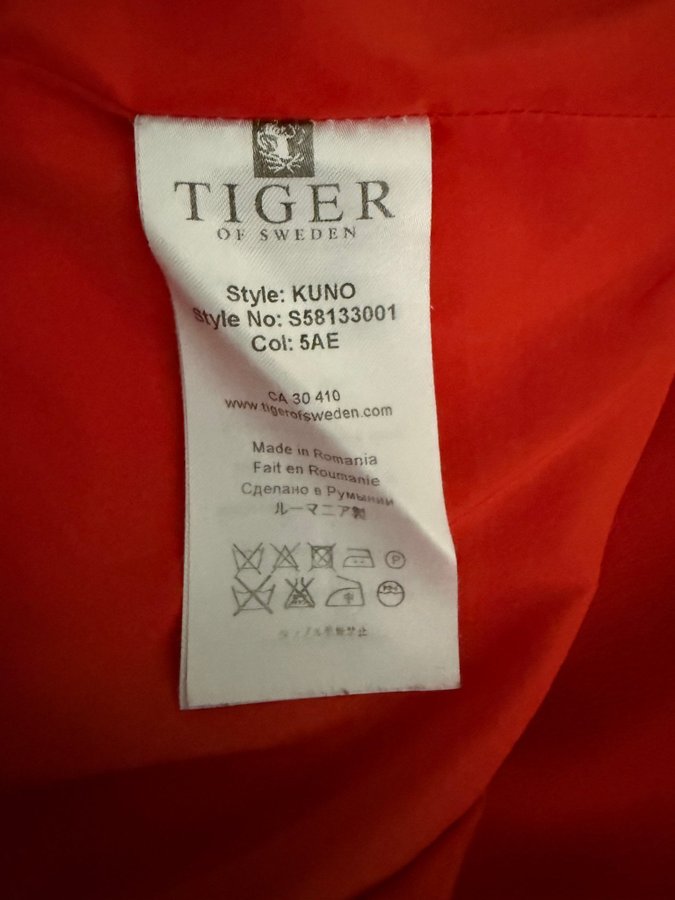 TIGER
OF SWEDEN
Style: KUNO
Style No: S58133001
Col: 5AE
CA 30 410
www.tigerofsweden.com
Made in Romania
Fait en Roumanie
Сделано в Румынии
ルーマニア製
P